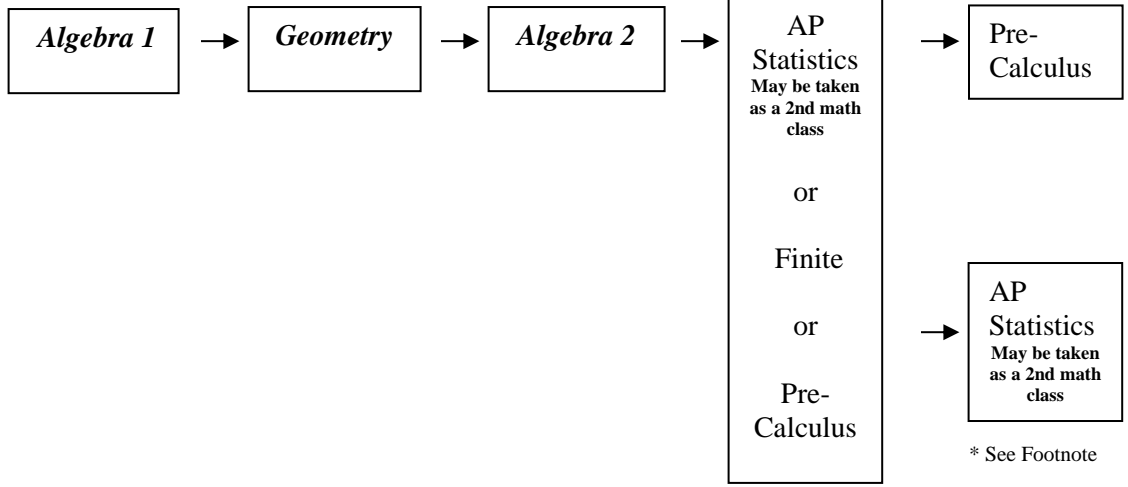 Algebra 1
Geometry
Algebra 2
AP
Statistics
May be taken
as a 2nd math
class
or
Finite
or
Pre-
Calculus
Pre-
Calculus
AP
Statistics
May be taken
as a 2nd math
class
* See Footnote